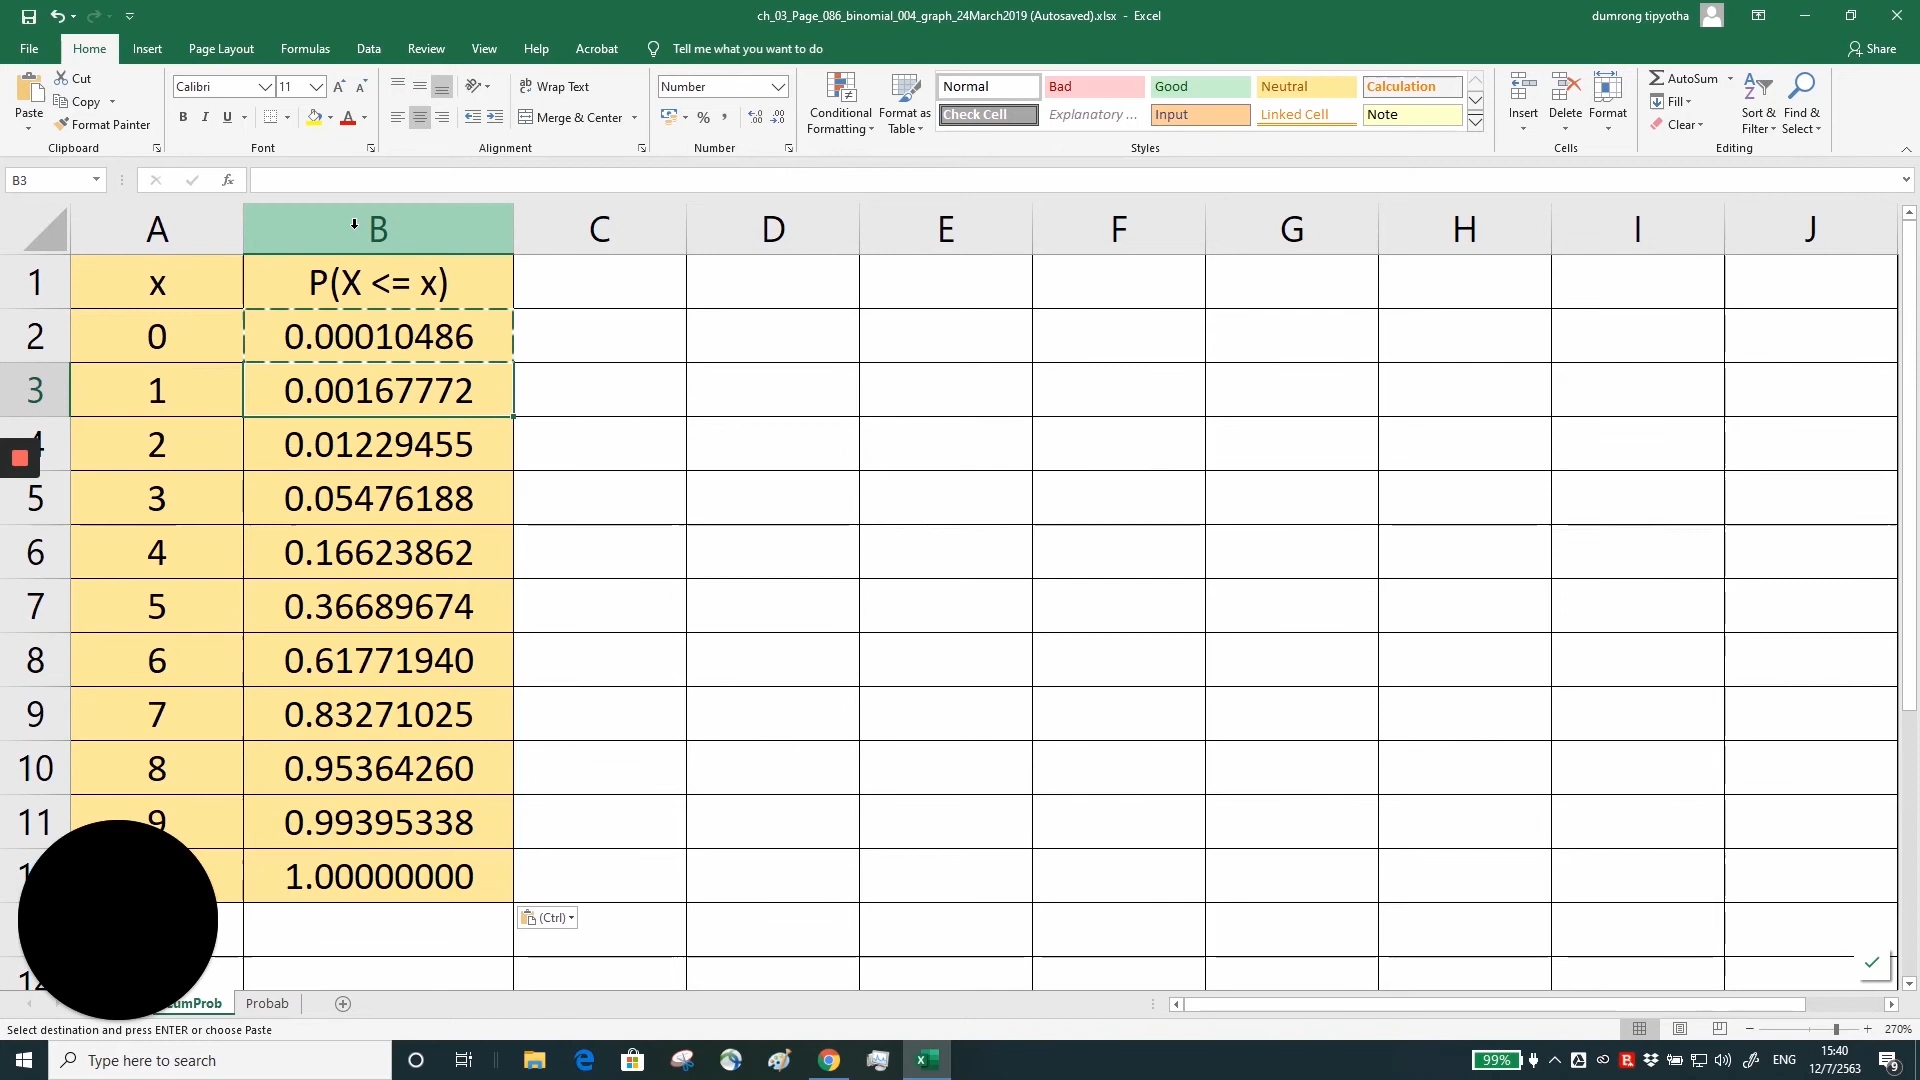 ch_03_Page_086_binomial_004_graph_24March2019 (Autosaved).xlsx - Excel
dumrong tipyotha
File Home Insert Page Layout Formulas Data Review View Help Acrobat Tell me what you want to do Share
Paste Cut Copy Format Painter
Clipboard
Calibri 11
B I U
Font
Wrap Text
Merge & Center
Alignment
Number
%
Number
Conditional Formatting
Format as Table
Normal Bad Good Neutral Calculation
Check Cell Explanatory ... Input Linked Cell Note
Styles
Insert Delete Format
Cells
AutoSum
Fill
Clear
Sort & Filter
Find & Select
Editing
B3
fx
A B C D E F G H I J
1 x P(X <= x)
2 0 0.00010486
3 1 0.00167772
4 2 0.01229455
5 3 0.05476188
6 4 0.16623862
7 5 0.36689674
8 6 0.61771940
9 7 0.83271025
10 8 0.95364260
11 9 0.99395338
1.00000000
(Ctrl)
umProb Probab
Select destination and press ENTER or choose Paste
270%
Type here to search
99%
ENG
15:40
12/7/2563
9